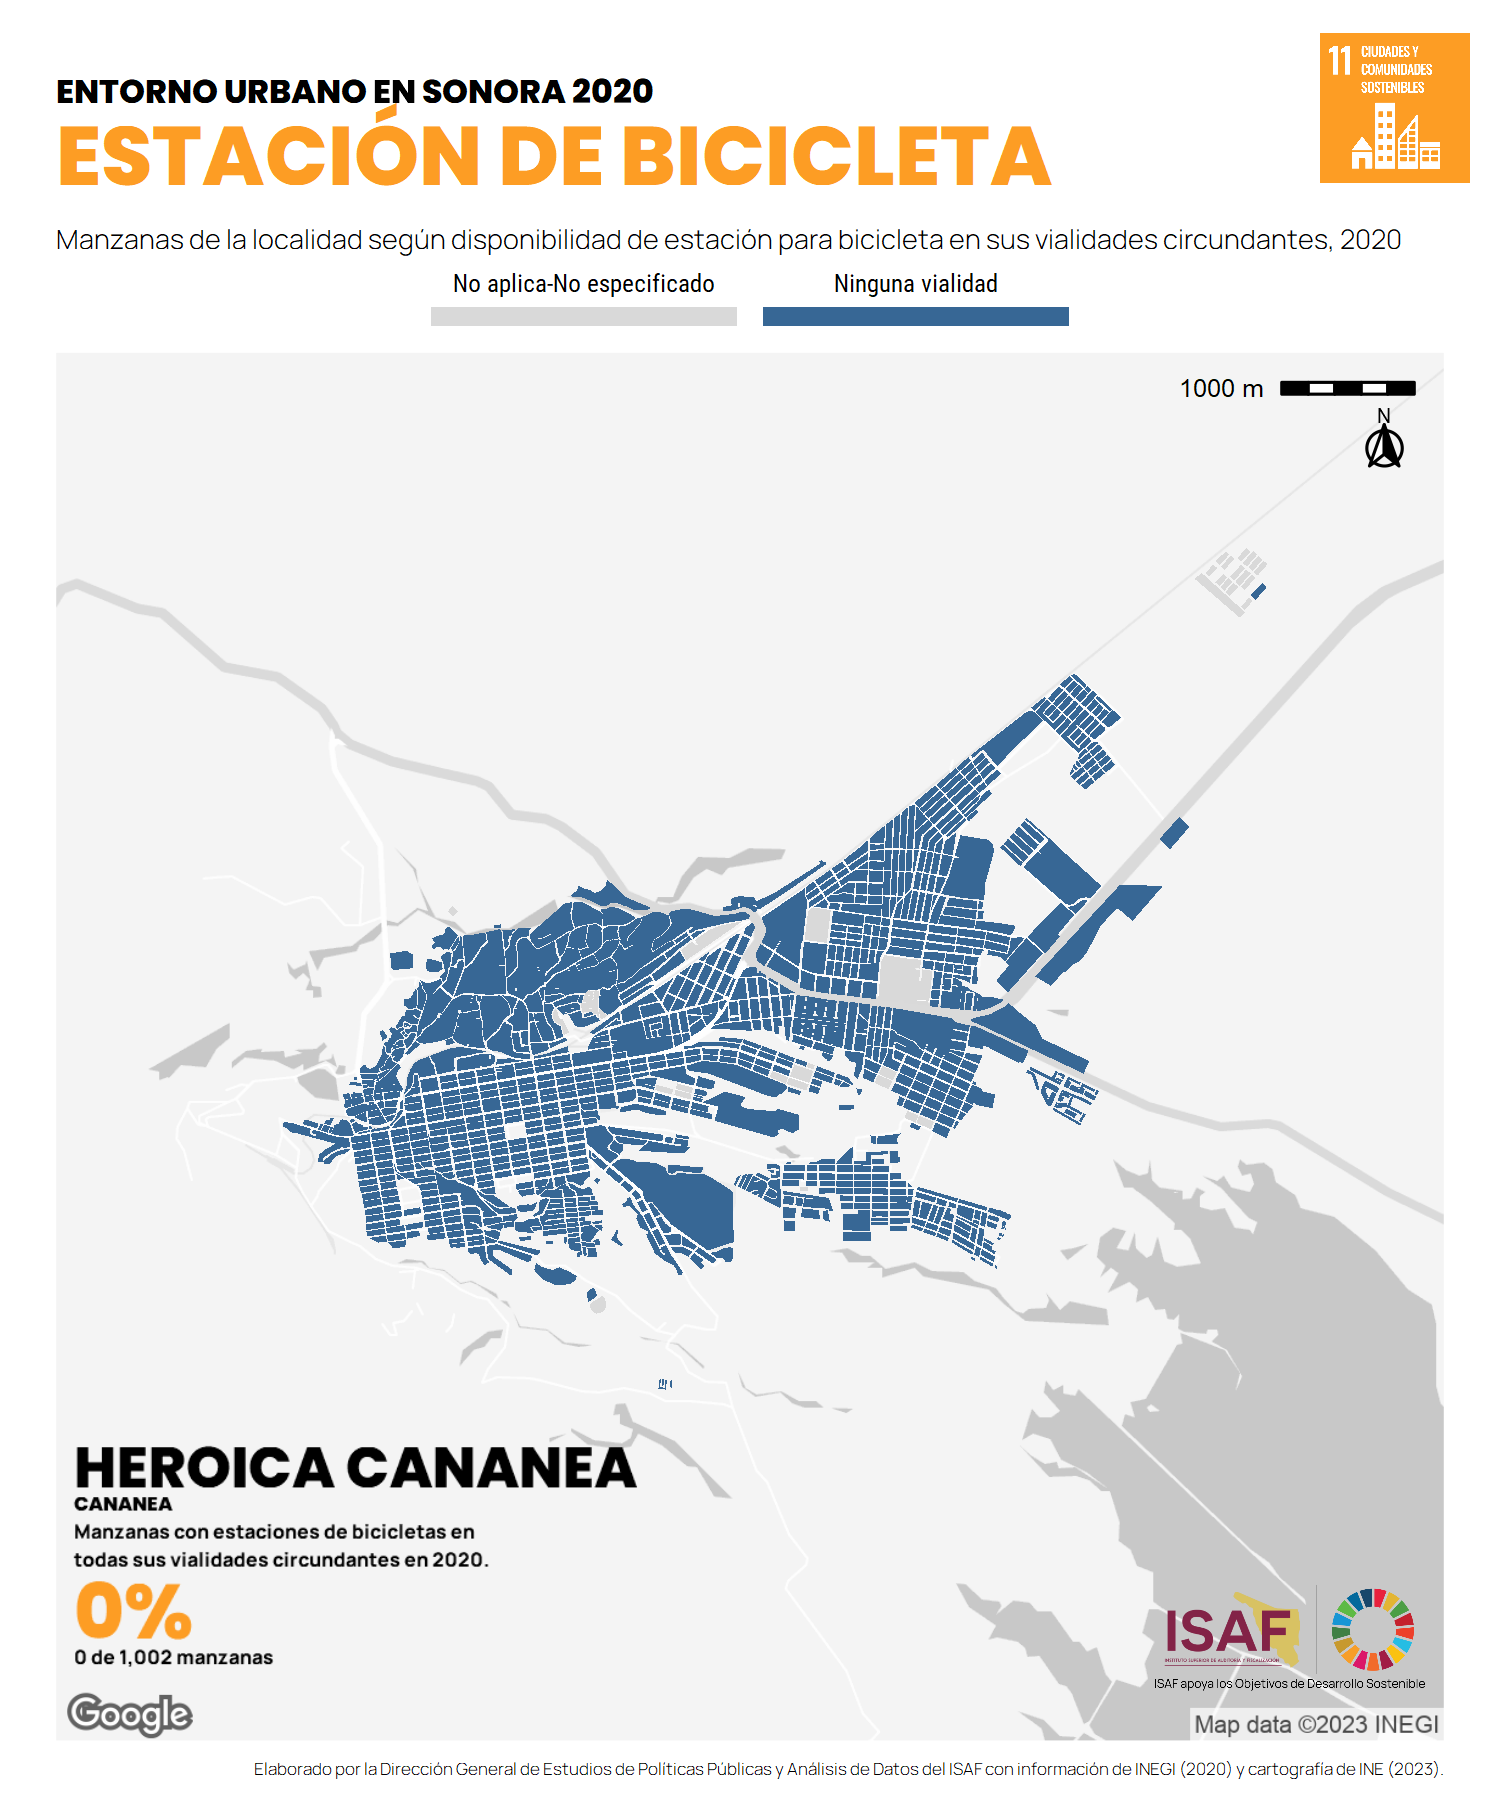 11 CIUDADES Y
COMUNIDADES
SOSTENIBLES
ENTORNO URBANO EN SONORA 2020
ESTACIÓN DE BICICLETA
Manzanas de la localidad según disponibilidad de estación para bicicleta en sus vialidades circundantes, 2020
No aplica-No especificado Ninguna vialidad
1000 m
N
HEROICA CANANEA
CANANEA
Manzanas con estaciones de bicicletas en
todas sus vialidades circundantes en 2020.
0%
0 de 1,002 manzanas
ISAF
INSTITUTO SUPERIOR DE AUDITORÍA Y FISCALIZACIÓN
ISAF apoya los Objetivos de Desarrollo Sostenible
Google
Map data ©2023 INEGI
Elaborado por la Dirección General de Estudios de Políticas Públicas y Análisis de Datos del ISAF con información de INEGI (2020) y cartografía de INE (2023).